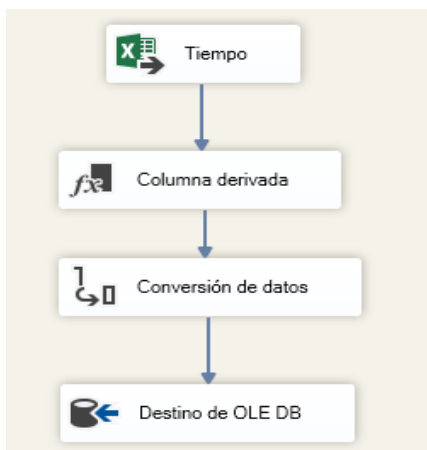 Tiempo
Columna derivada
Conversión de datos
Destino de OLE DB